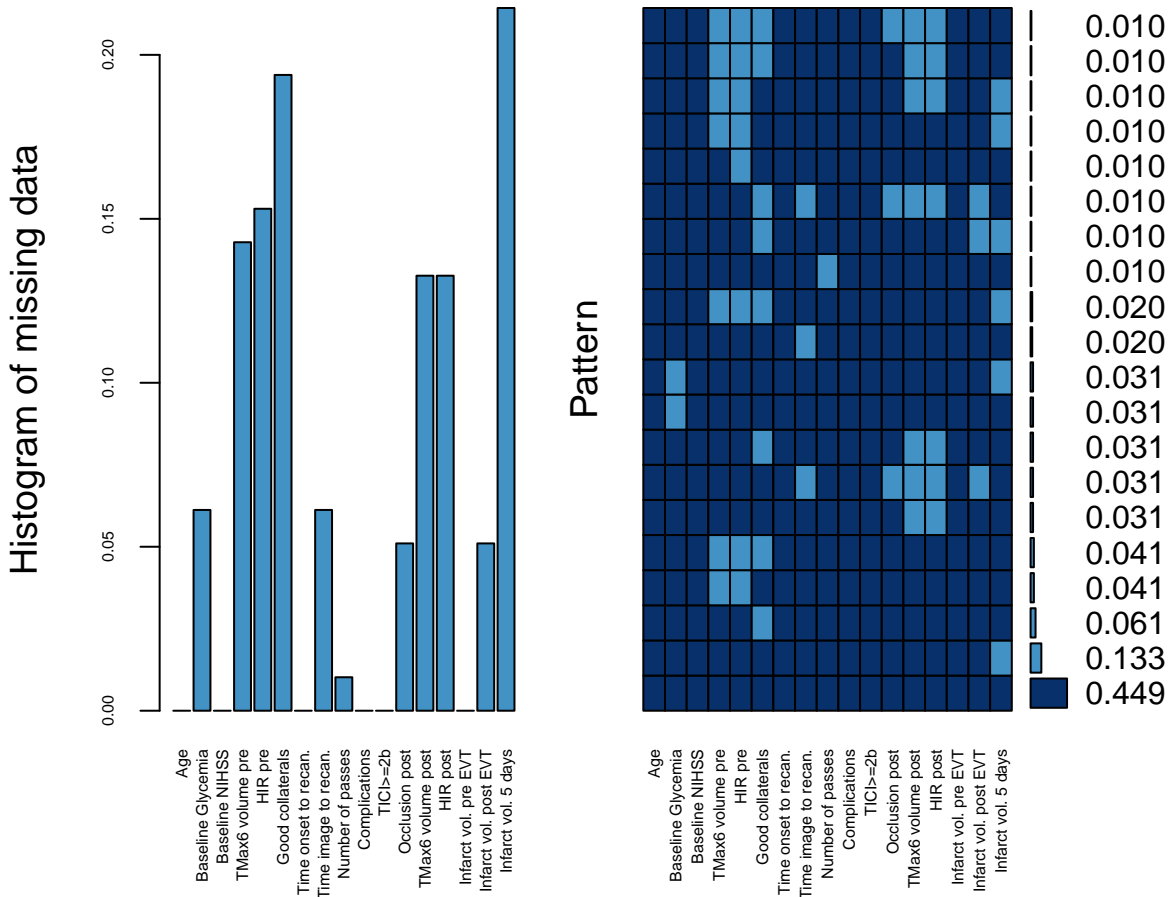 Histogram of missing data
0.20
0.15
0.10
0.05
0.00
Age
Baseline Glycemia
Baseline NIHSS
TMax6 volume pre
HIR pre
Good collaterals
Time onset to recan.
Time image to recan.
Number of passes
Complications
TICI>=2b
Occlusion post
TMax6 volume post
HIR post
Infarct vol. pre EVT
Infarct vol. post EVT
Infarct vol. 5 days
Pattern
Age
Baseline Glycemia
Baseline NIHSS
TMax6 volume pre
HIR pre
Good collaterals
Time onset to recan.
Time image to recan.
Number of passes
Complications
TICI>=2b
Occlusion post
TMax6 volume post
HIR post
Infarct vol. pre EVT
Infarct vol. post EVT
Infarct vol. 5 days
0.010
0.010
0.010
0.010
0.010
0.010
0.010
0.010
0.020
0.020
0.031
0.031
0.031
0.031
0.031
0.041
0.041
0.061
0.133
0.449